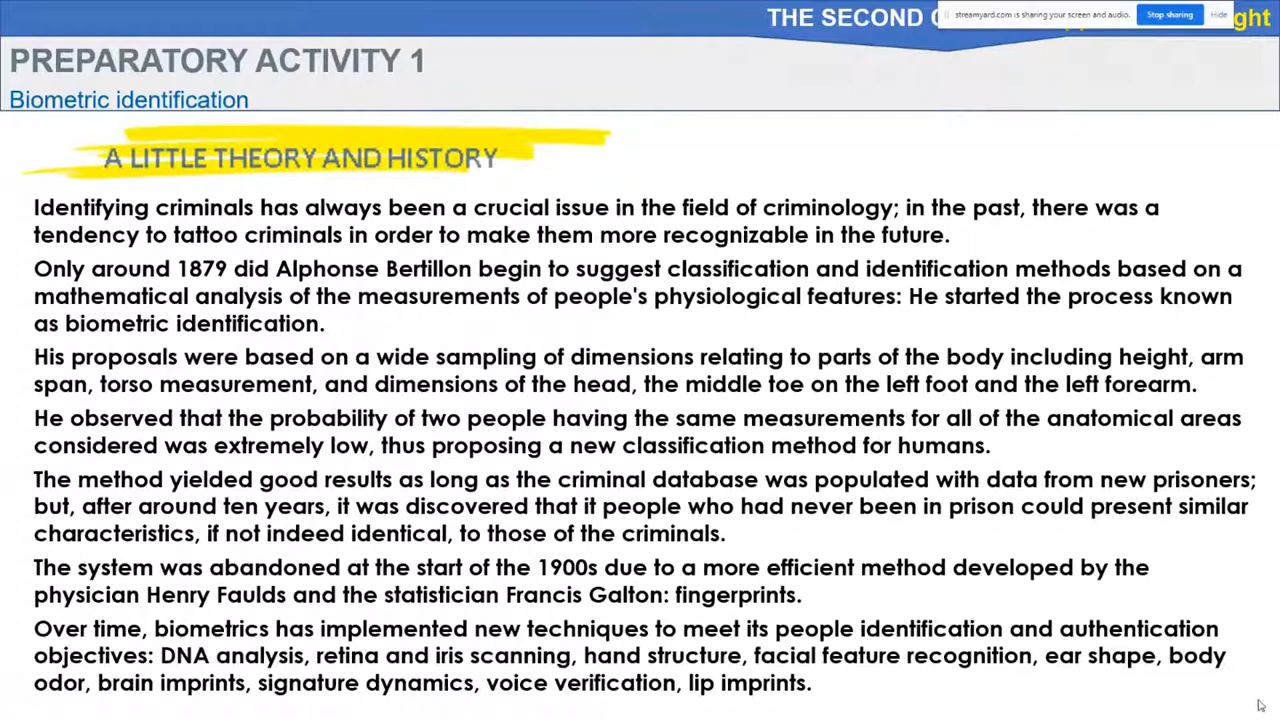 THE SECOND
streamyard.com is sharing your screen and audio.
Stop sharing
Hide
ght
PREPARATORY ACTIVITY 1
Biometric identification
A LITTLE THEORY AND HISTORY
Identifying criminals has always been a crucial issue in the field of criminology; in the past, there was a
tendency to tattoo criminals in order to make them more recognizable in the future.
Only around 1879 did Alphonse Bertillon begin to suggest classification and identification methods based on a
mathematical analysis of the measurements of people's physiological features: He started the process known
as biometric identification.
His proposals were based on a wide sampling of dimensions relating to parts of the body including height, arm
span, torso measurement, and dimensions of the head, the middle toe on the left foot and the left forearm.
He observed that the probability of two people having the same measurements for all of the anatomical areas
considered was extremely low, thus proposing a new classification method for humans.
The method yielded good results as long as the criminal database was populated with data from new prisoners;
but, after around ten years, it was discovered that it people who had never been in prison could present similar
characteristics, if not indeed identical, to those of the criminals.
The system was abandoned at the start of the 1900s due to a more efficient method developed by the
physician Henry Faulds and the statistician Francis Galton: fingerprints.
Over time, biometrics has implemented new techniques to meet its people identification and authentication
objectives: DNA analysis, retina and iris scanning, hand structure, facial feature recognition, ear shape, body
odor, brain imprints, signature dynamics, voice verification, lip imprints.